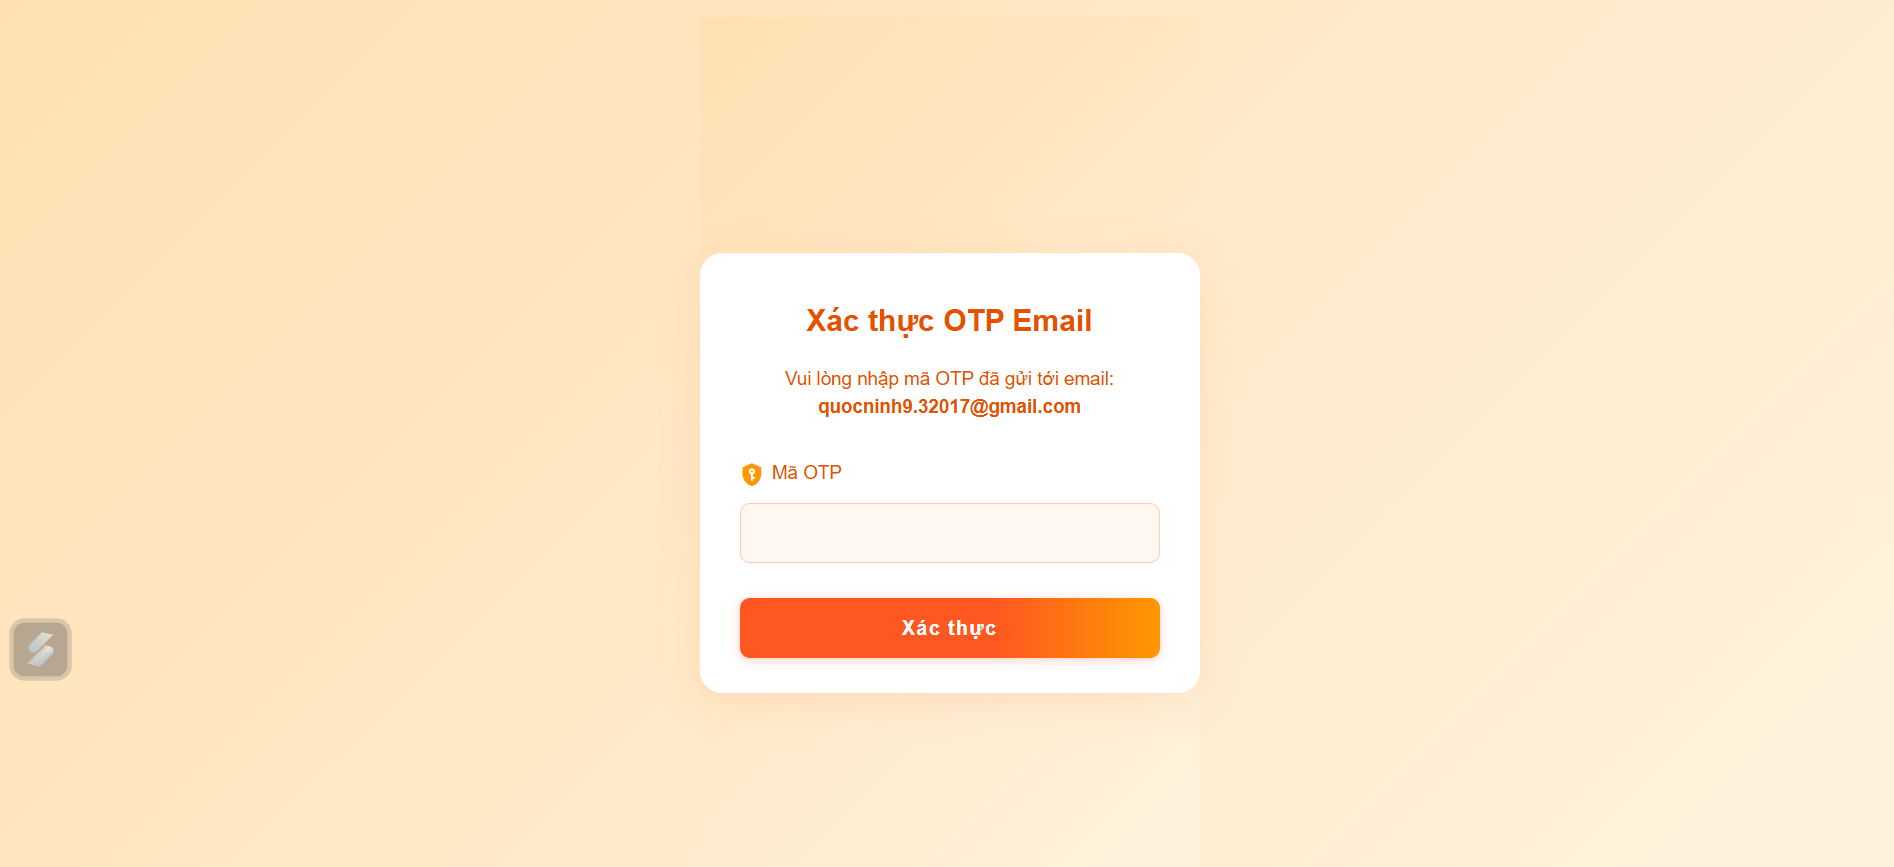 Xác thực OTP Email
Vui lòng nhập mã OTP đã gửi tới email:
quocninh9.32017@gmail.com
Mã OTP
Xác thực